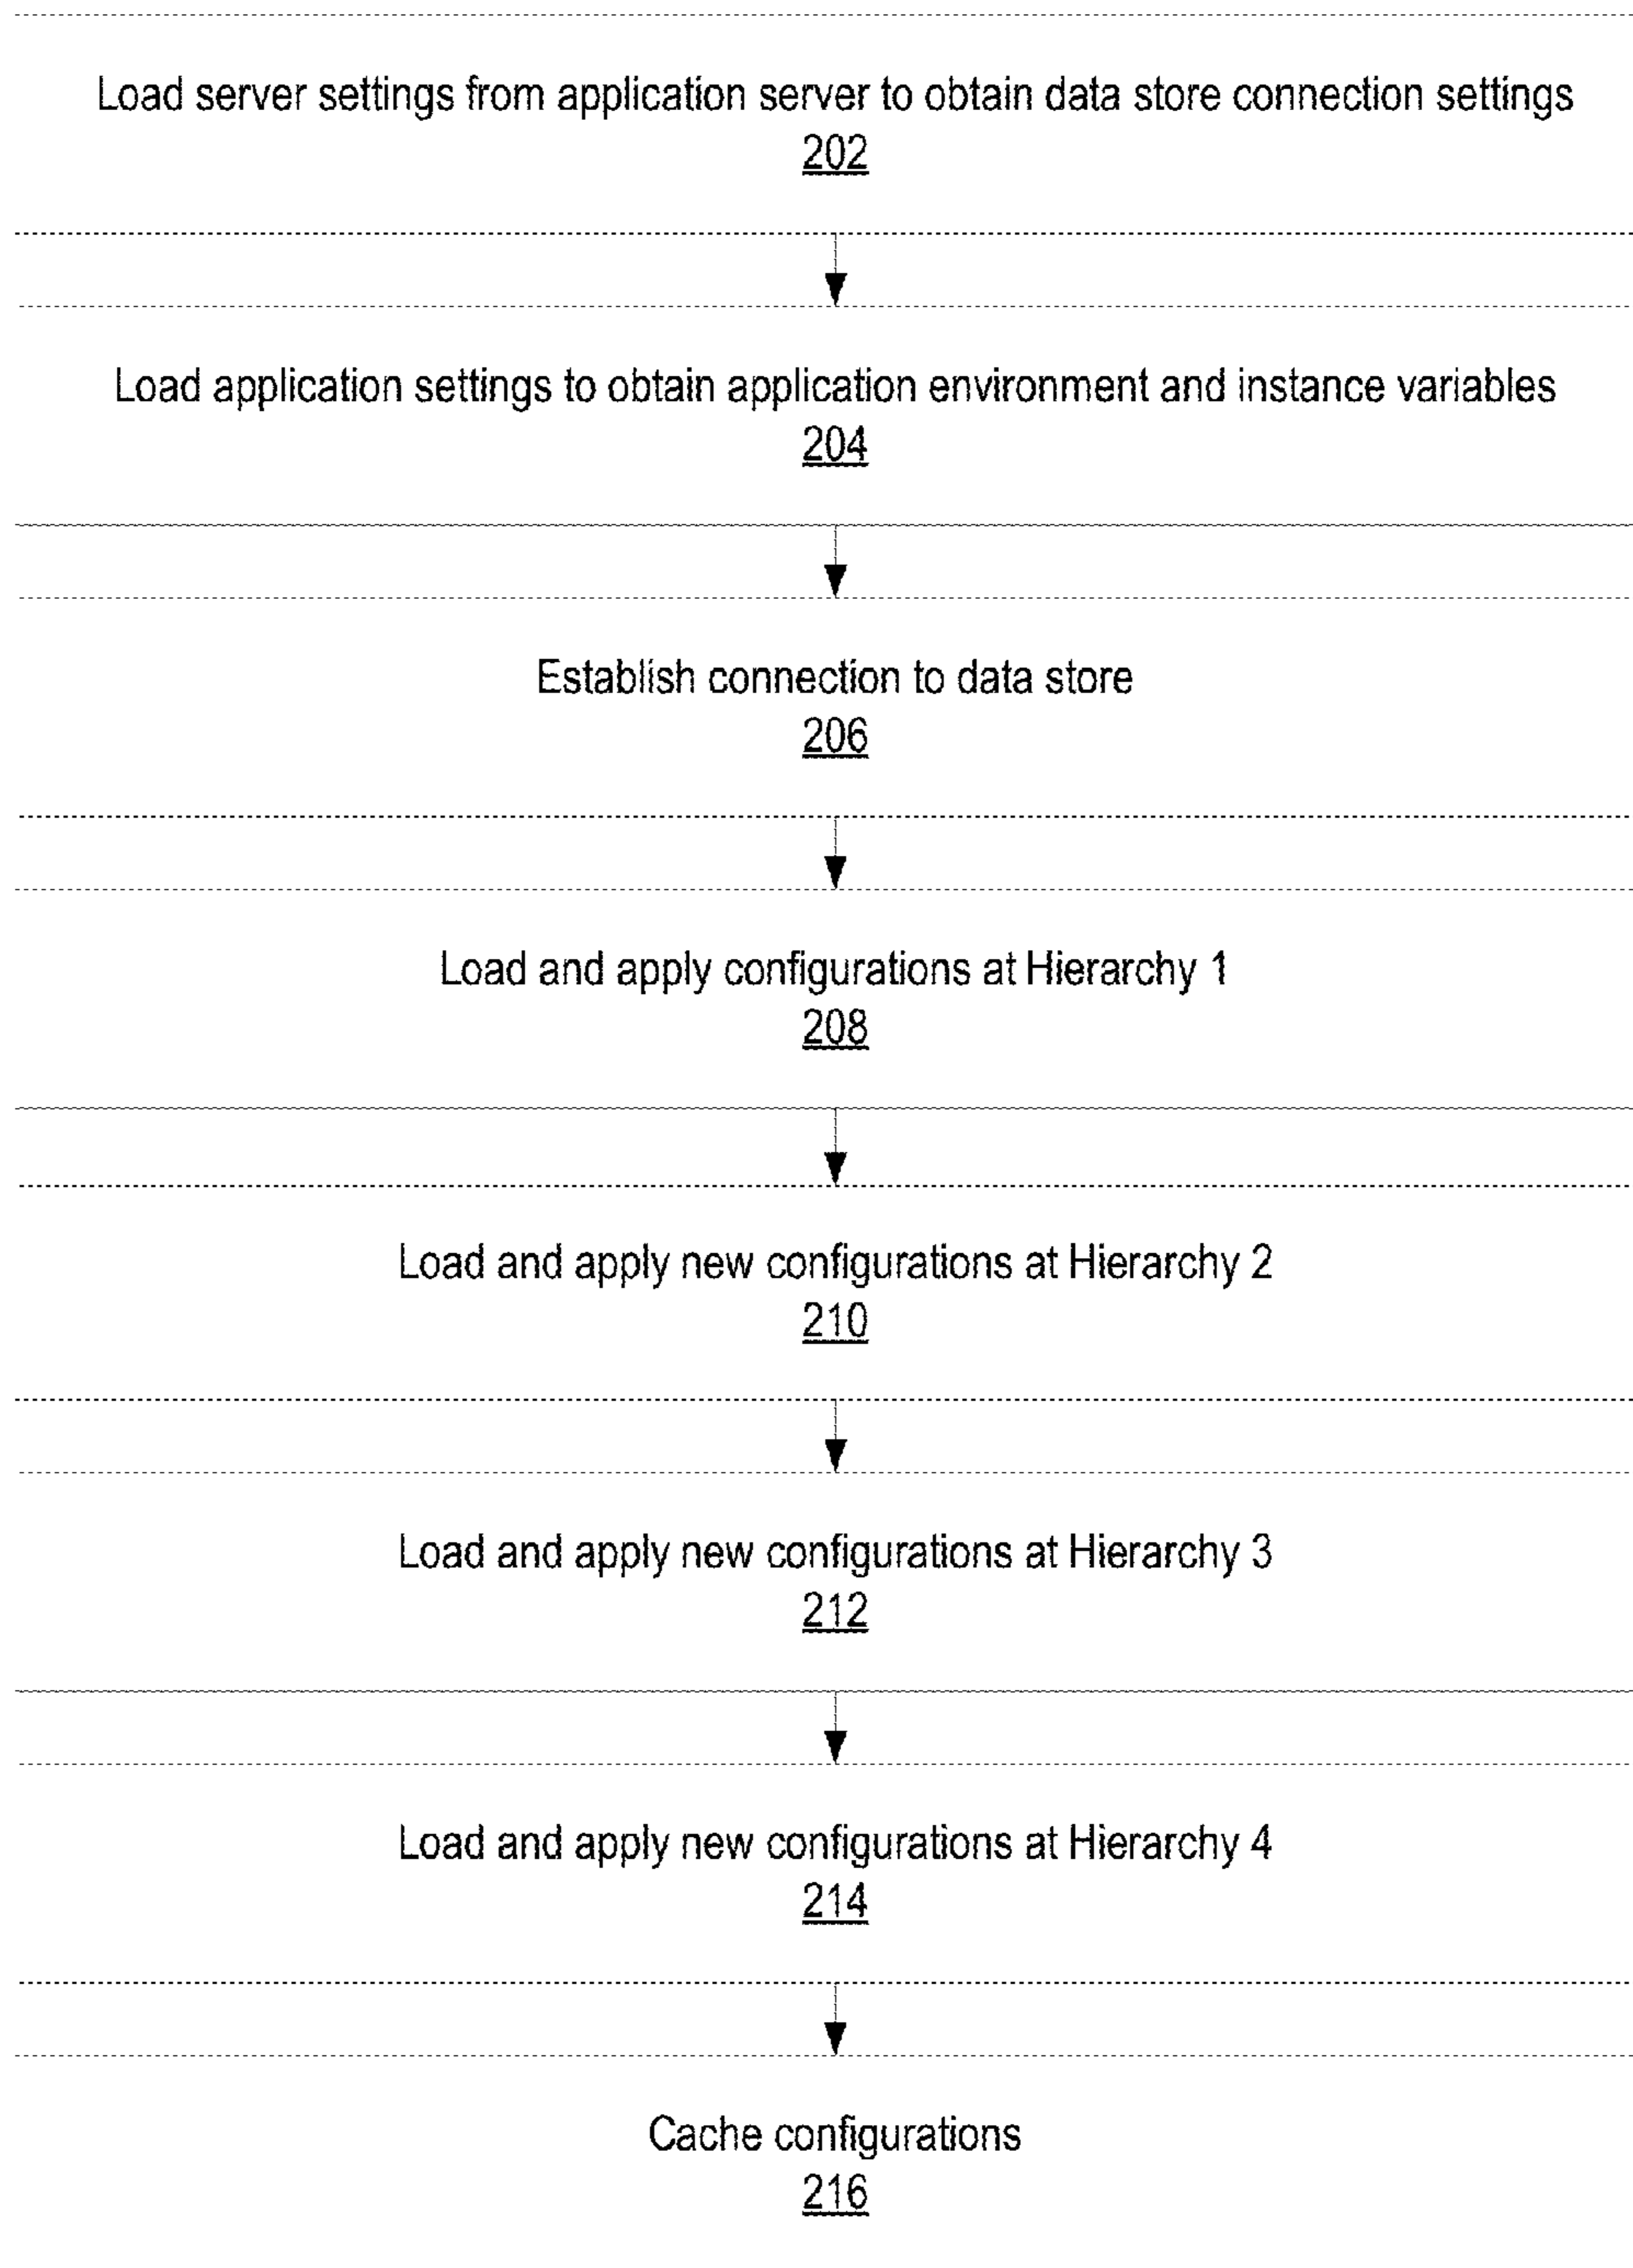 Load server settings from application server to obtain data store connection settings
202
Load application settings to obtain application environment and instance variables
204
Establish connection to data store
206
Load and apply configurations at Hierarchy 1
208
Load and apply new configurations at Hierarchy 2
210
Load and apply new configurations at Hierarchy 3
212
Load and apply new configurations at Hierarchy 4
214
Cache configurations
216